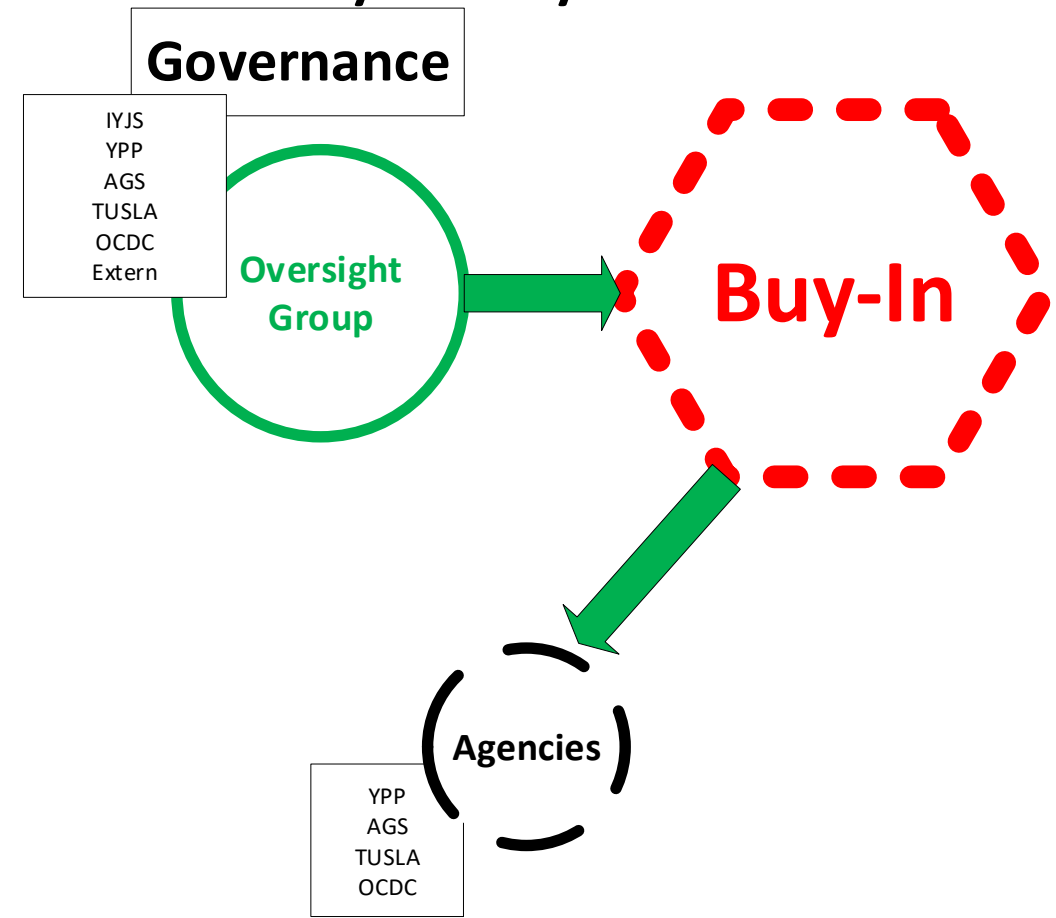 Governance
IYJS
YPP
AGS
TUSLA
OCDC
Extern
Oversight
Group
Buy-In
Agencies
YPP
AGS
TUSLA
OCDC